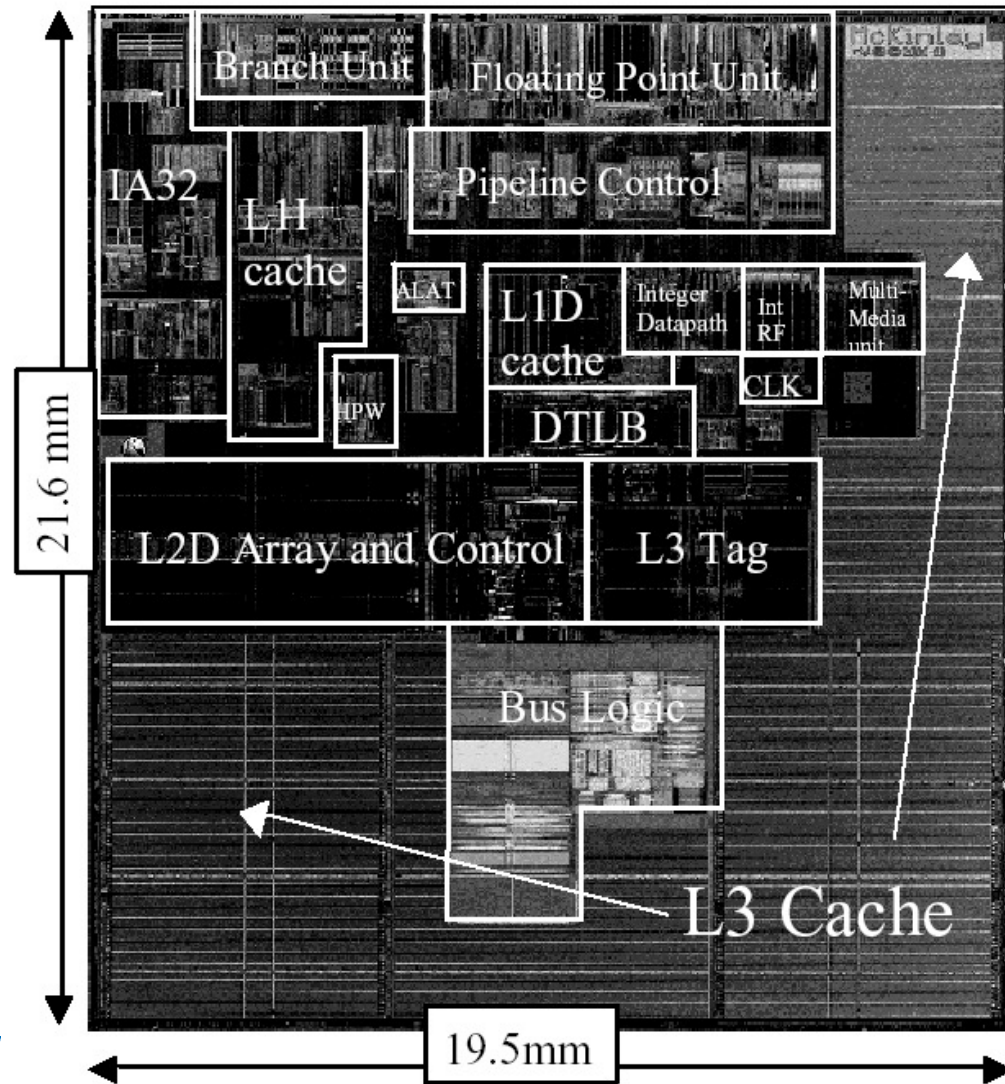 McKinley
Branch Unit
Floating Point Unit
IA32
L1I
cache
Pipeline Control
ALAT
L1D
cache
Integer
Datapath
Int
RF
Multi-
Media
unit
HPW
CLK
DTLB
21.6 mm
L2D Array and Control
L3 Tag
Bus Logic
L3 Cache
19.5mm